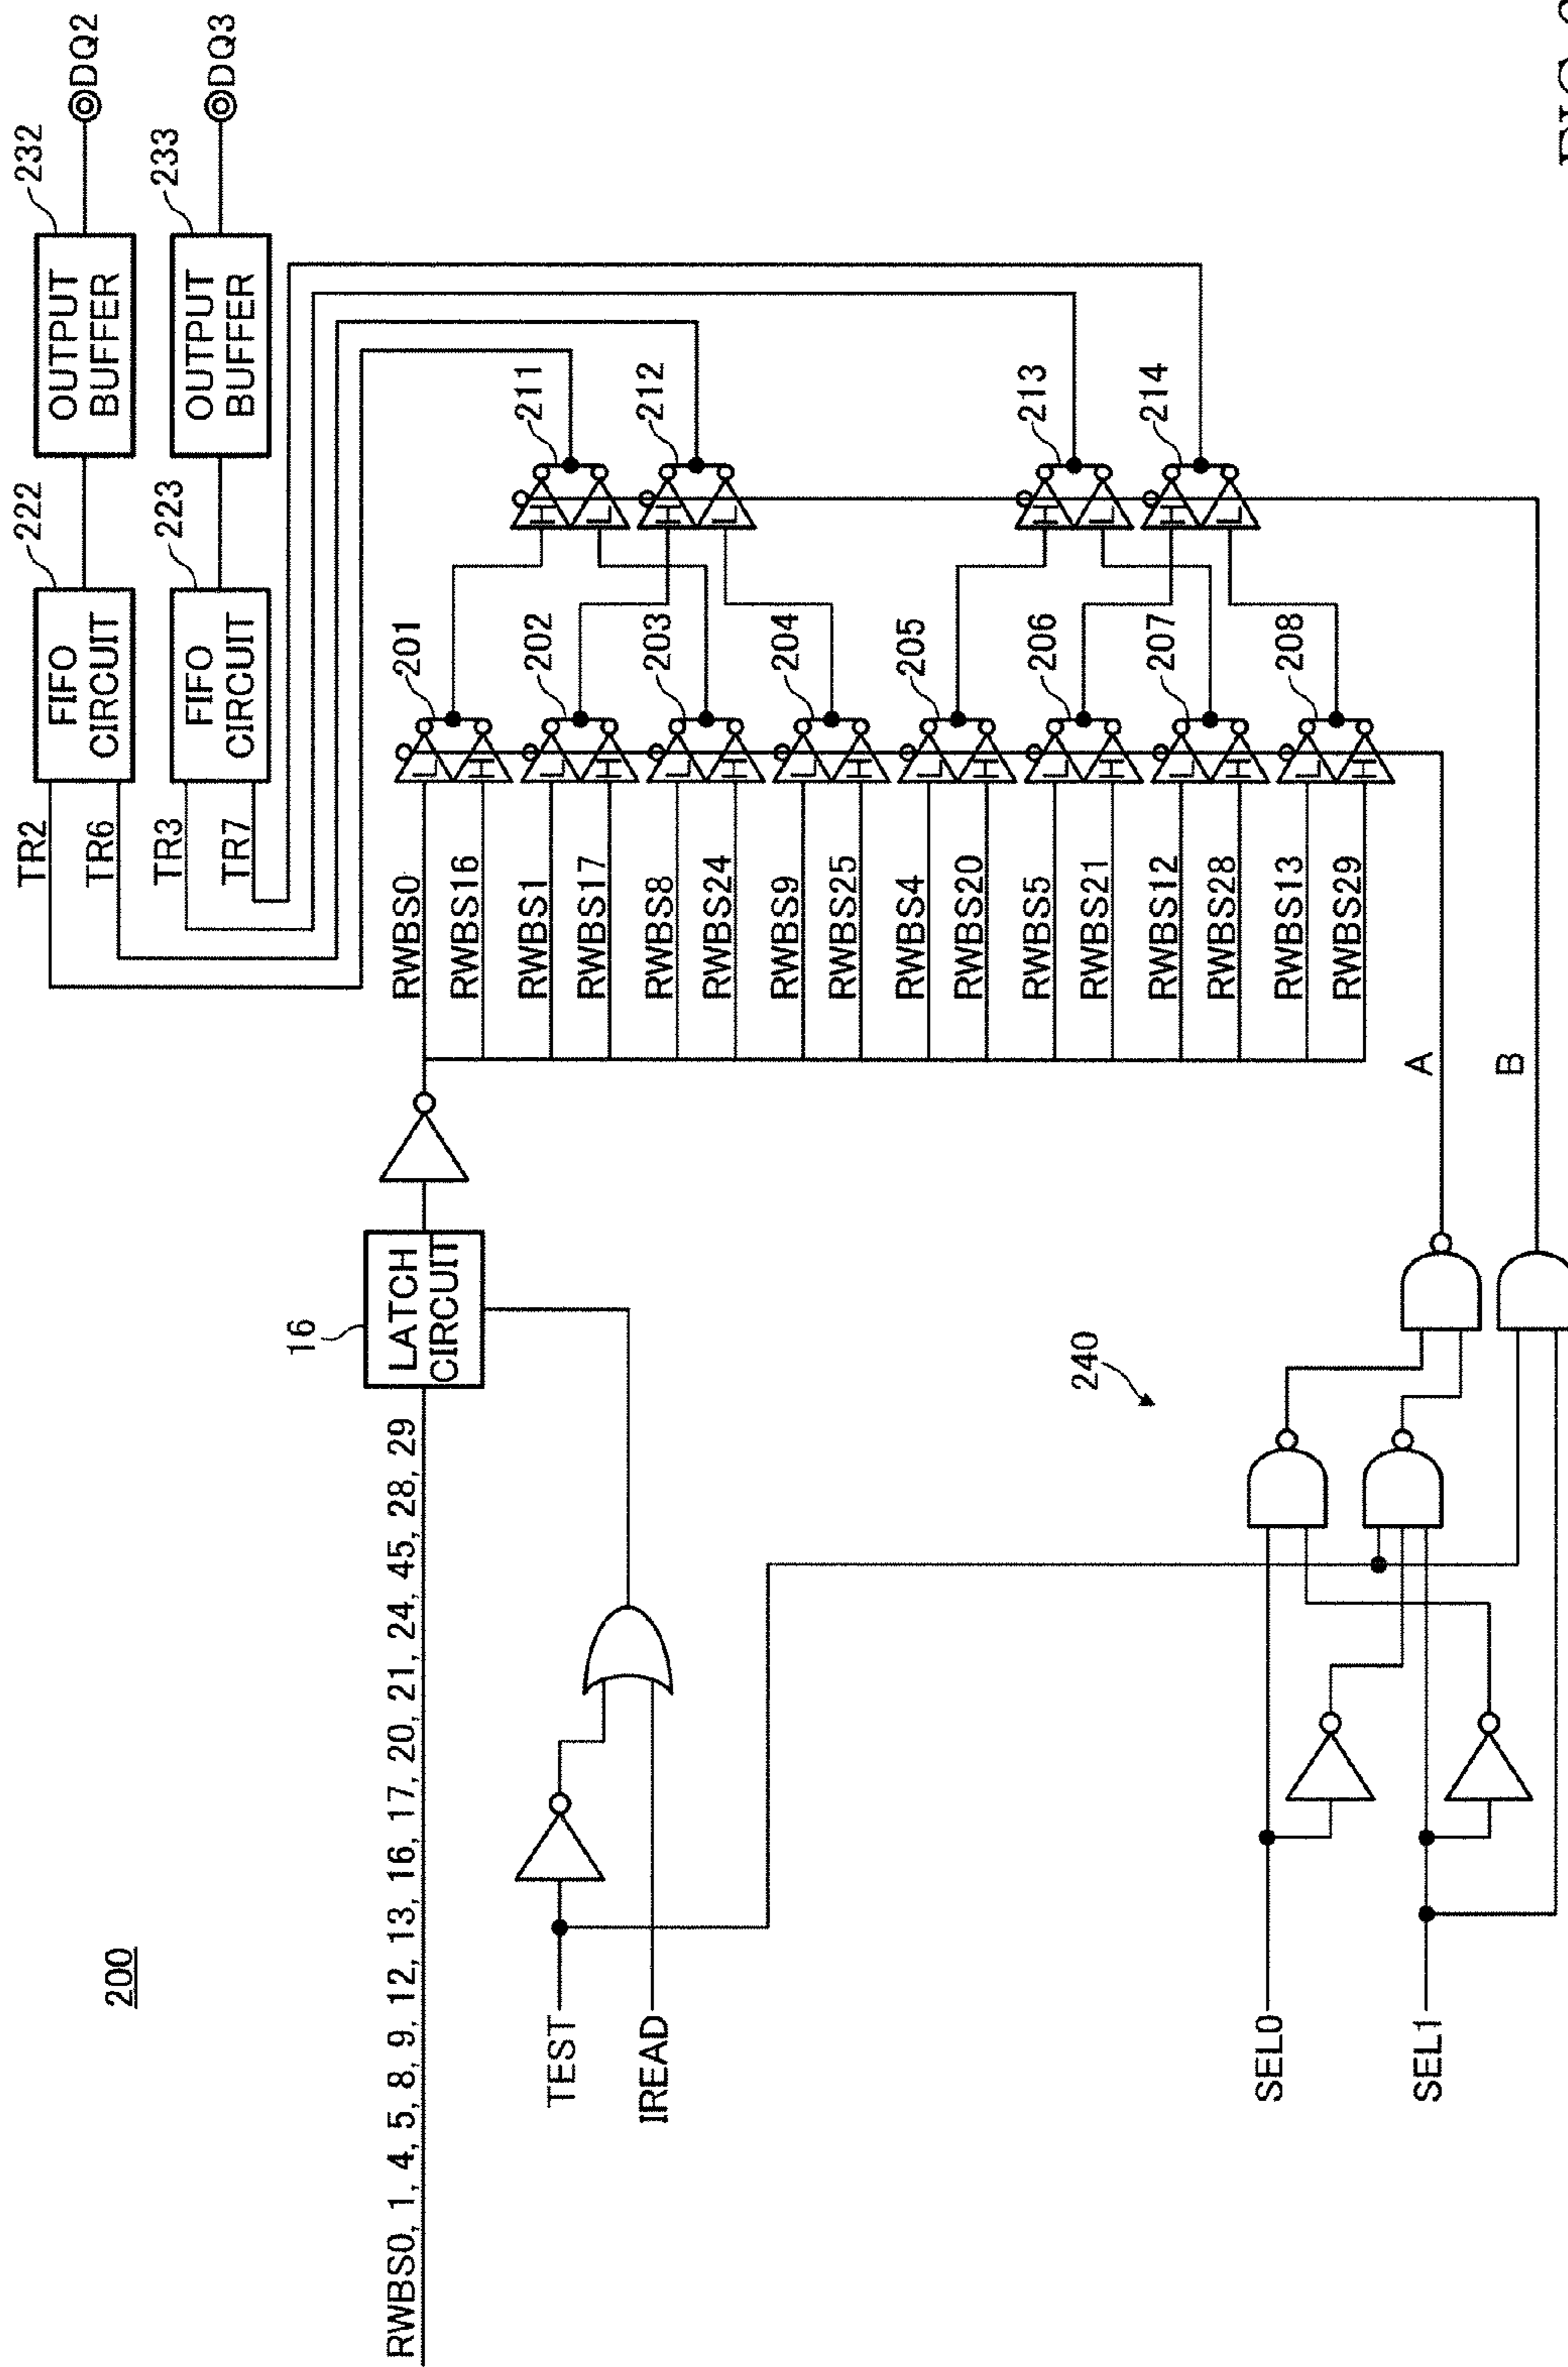 200
RWBS0, 1, 4, 5, 8, 9, 12, 13, 16, 17, 20, 21, 24, 45, 28, 29
16
LATCH
CIRCUIT
TEST
IREAD
SEL0
SEL1
240
A
B
TR2
TR6
TR3
TR7
222
FIFO
CIRCUIT
223
FIFO
CIRCUIT
232
OUTPUT
BUFFER
233
OUTPUT
BUFFER
DQ2
DQ3
RWBS0
RWBS16
RWBS1
RWBS17
RWBS8
RWBS24
RWBS9
RWBS25
RWBS4
RWBS20
RWBS5
RWBS21
RWBS12
RWBS28
RWBS13
RWBS29
201
L
H
202
L
H
203
L
H
204
L
H
205
L
H
206
L
H
207
L
H
208
L
H
211
H
L
212
H
L
213
H
L
214
H
L